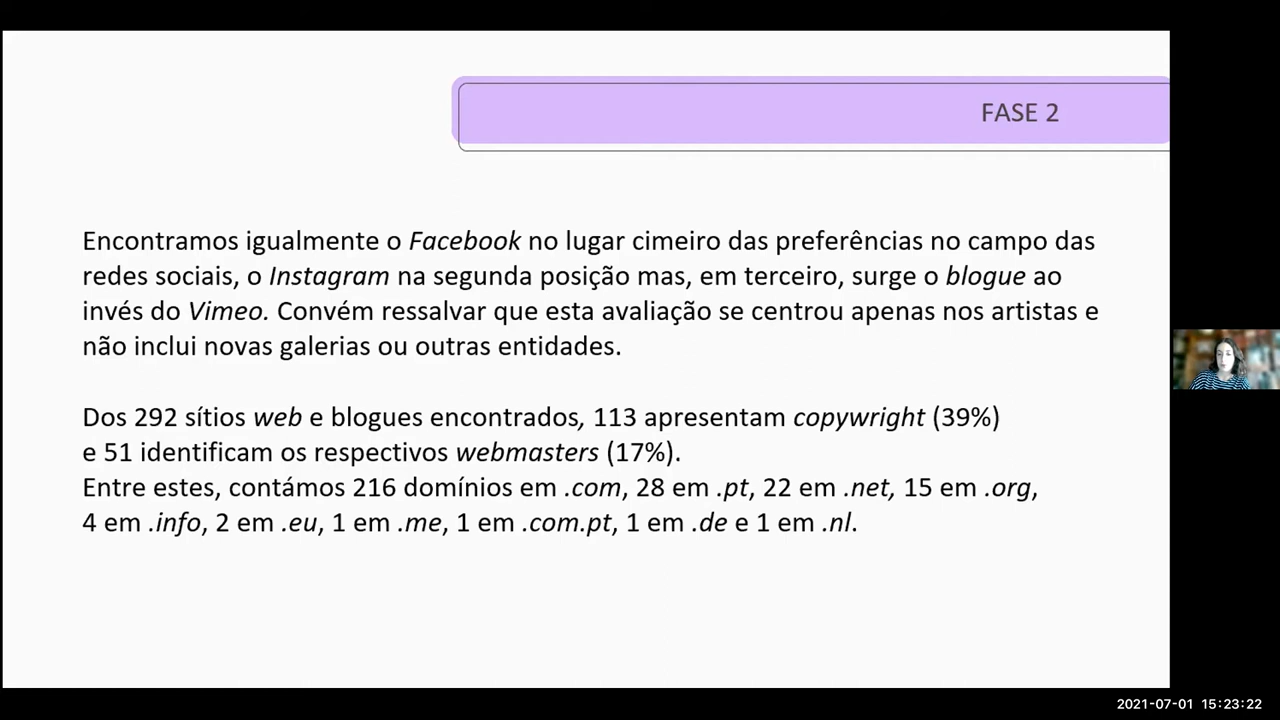 FASE 2
Encontramos igualmente o Facebook no lugar cimeiro das preferências no campo das
redes sociais, o Instagram na segunda posição mas, em terceiro, surge o blogue ao
invés do Vimeo. Convém ressalvar que esta avaliação se centrou apenas nos artistas e
não inclui novas galerias ou outras entidades.
Dos 292 sítios web e blogues encontrados, 113 apresentam copywright (39%)
e 51 identificam os respectivos webmasters (17%).
Entre estes, contámos 216 domínios em .com, 28 em .pt, 22 em .net, 15 em .org,
4 em .info, 2 em .eu, 1 em .me, 1 em .com.pt, 1 em .de e 1 em .nl.
2021-07-01 15:23:22